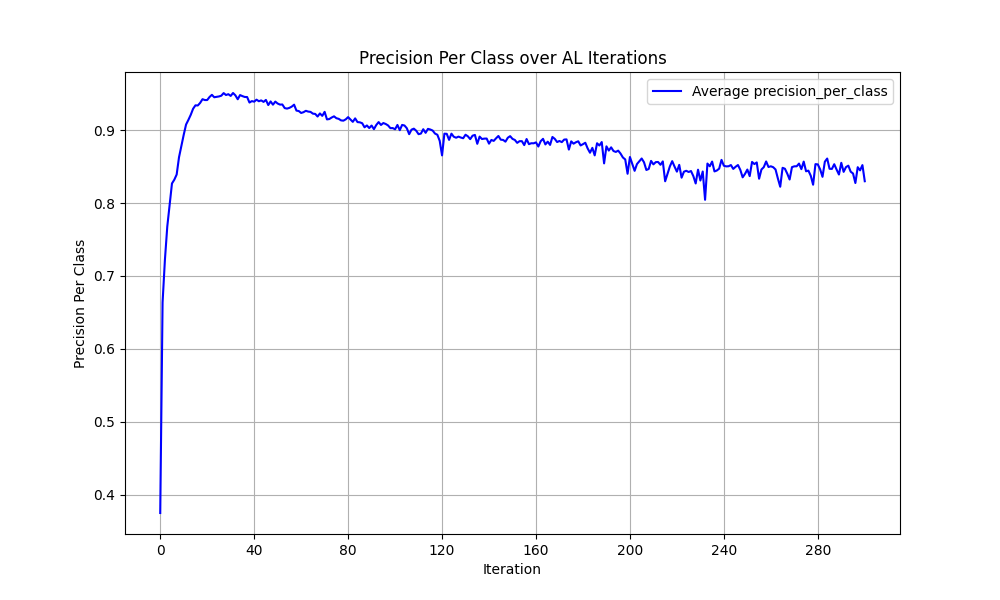 Precision Per Class over AL Iterations
Average precision_per_class
Precision Per Class
0.9
0.8
0.7
0.6
0.5
0.4
0 40 80 120 160 200 240 280
Iteration